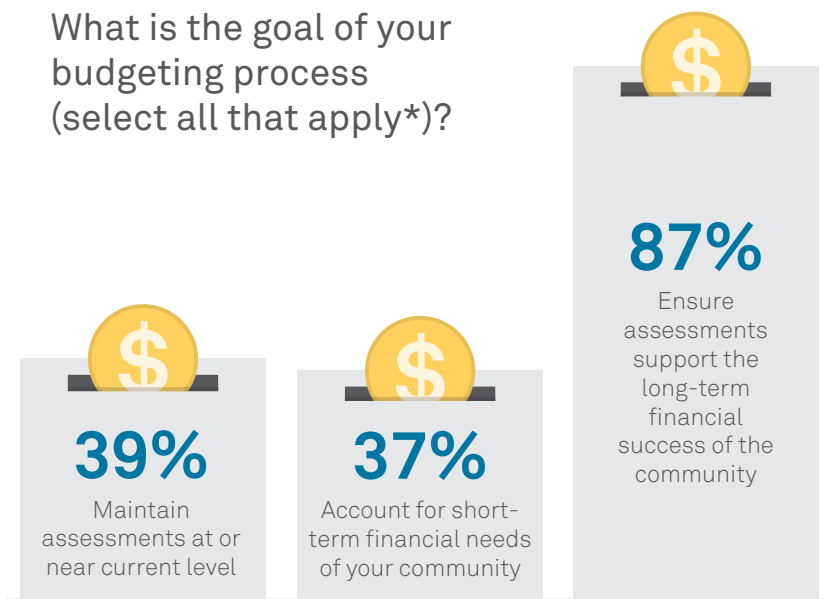 What is the goal of your
budgeting process
(select all that apply*)?
$
39%
Maintain
assessments at or
near current level
$
37%
Account for short-
term financial needs
of your community
$
87%
Ensure
assessments
support the
long-term
financial
success of the
community